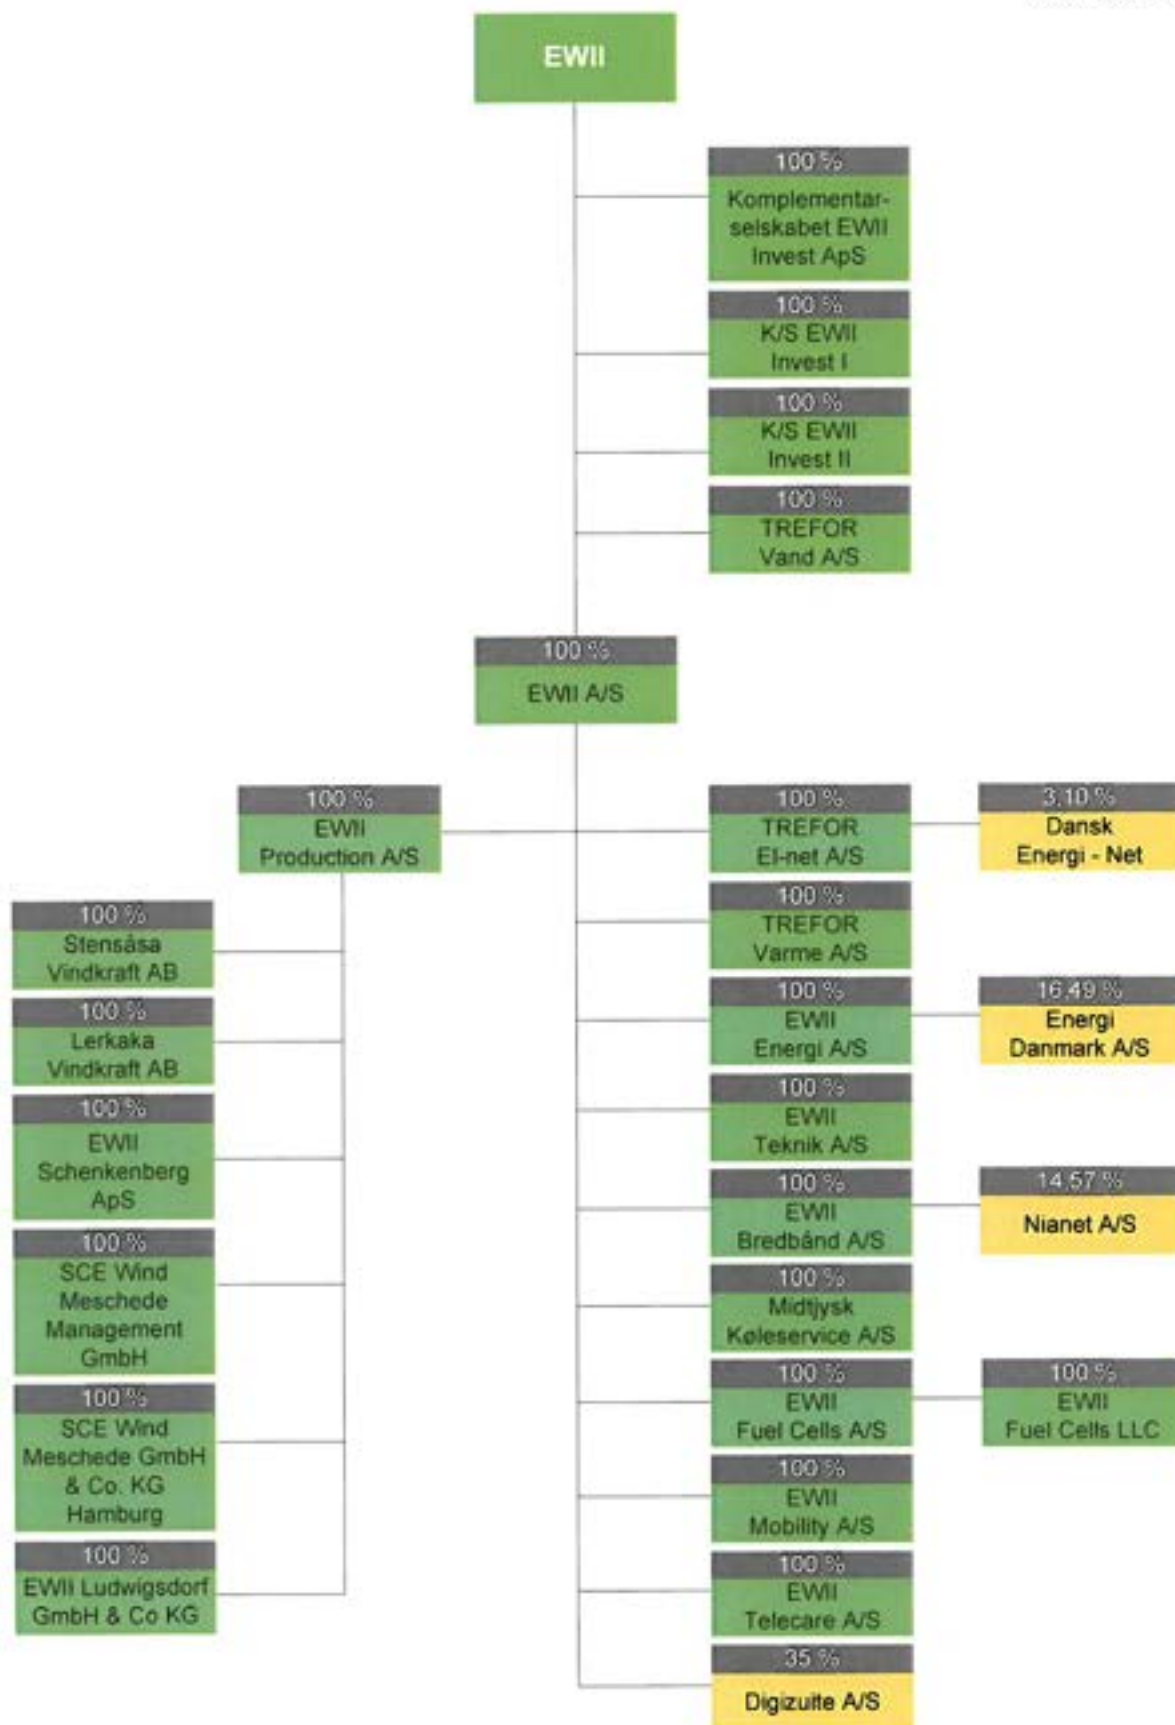 EWII
100 %
Komplementar-
selskabet EWII
Invest ApS
100 %
K/S EWII
Invest I
100 %
K/S EWII
Invest II
100 %
TREFOR
Vand A/S
100 %
EWII A/S
100 %
EWII
Production A/S
100 %
Stensåsa
Vindkraft AB
100 %
Lerkaka
Vindkraft AB
100 %
EWII
Schenkenberg
ApS
100 %
SCE Wind
Meschede
Management
GmbH
100 %
SCE Wind
Meschede GmbH
& Co. KG
Hamburg
100 %
EWII Ludwigsdorf
GmbH & Co KG
100 %
TREFOR
El-net A/S
3,10 %
Dansk
Energi - Net
100 %
TREFOR
Varme A/S
100 %
EWII
Energi A/S
16,49 %
Energi
Danmark A/S
100 %
EWII
Teknik A/S
100 %
EWII
Bredbånd A/S
14,57 %
Nianet A/S
100 %
Midtjysk
Køleservice A/S
100 %
EWII
Fuel Cells A/S
100 %
EWII
Fuel Cells LLC
100 %
EWII
Mobility A/S
100 %
EWII
Telecare A/S
35 %
Digizuite A/S